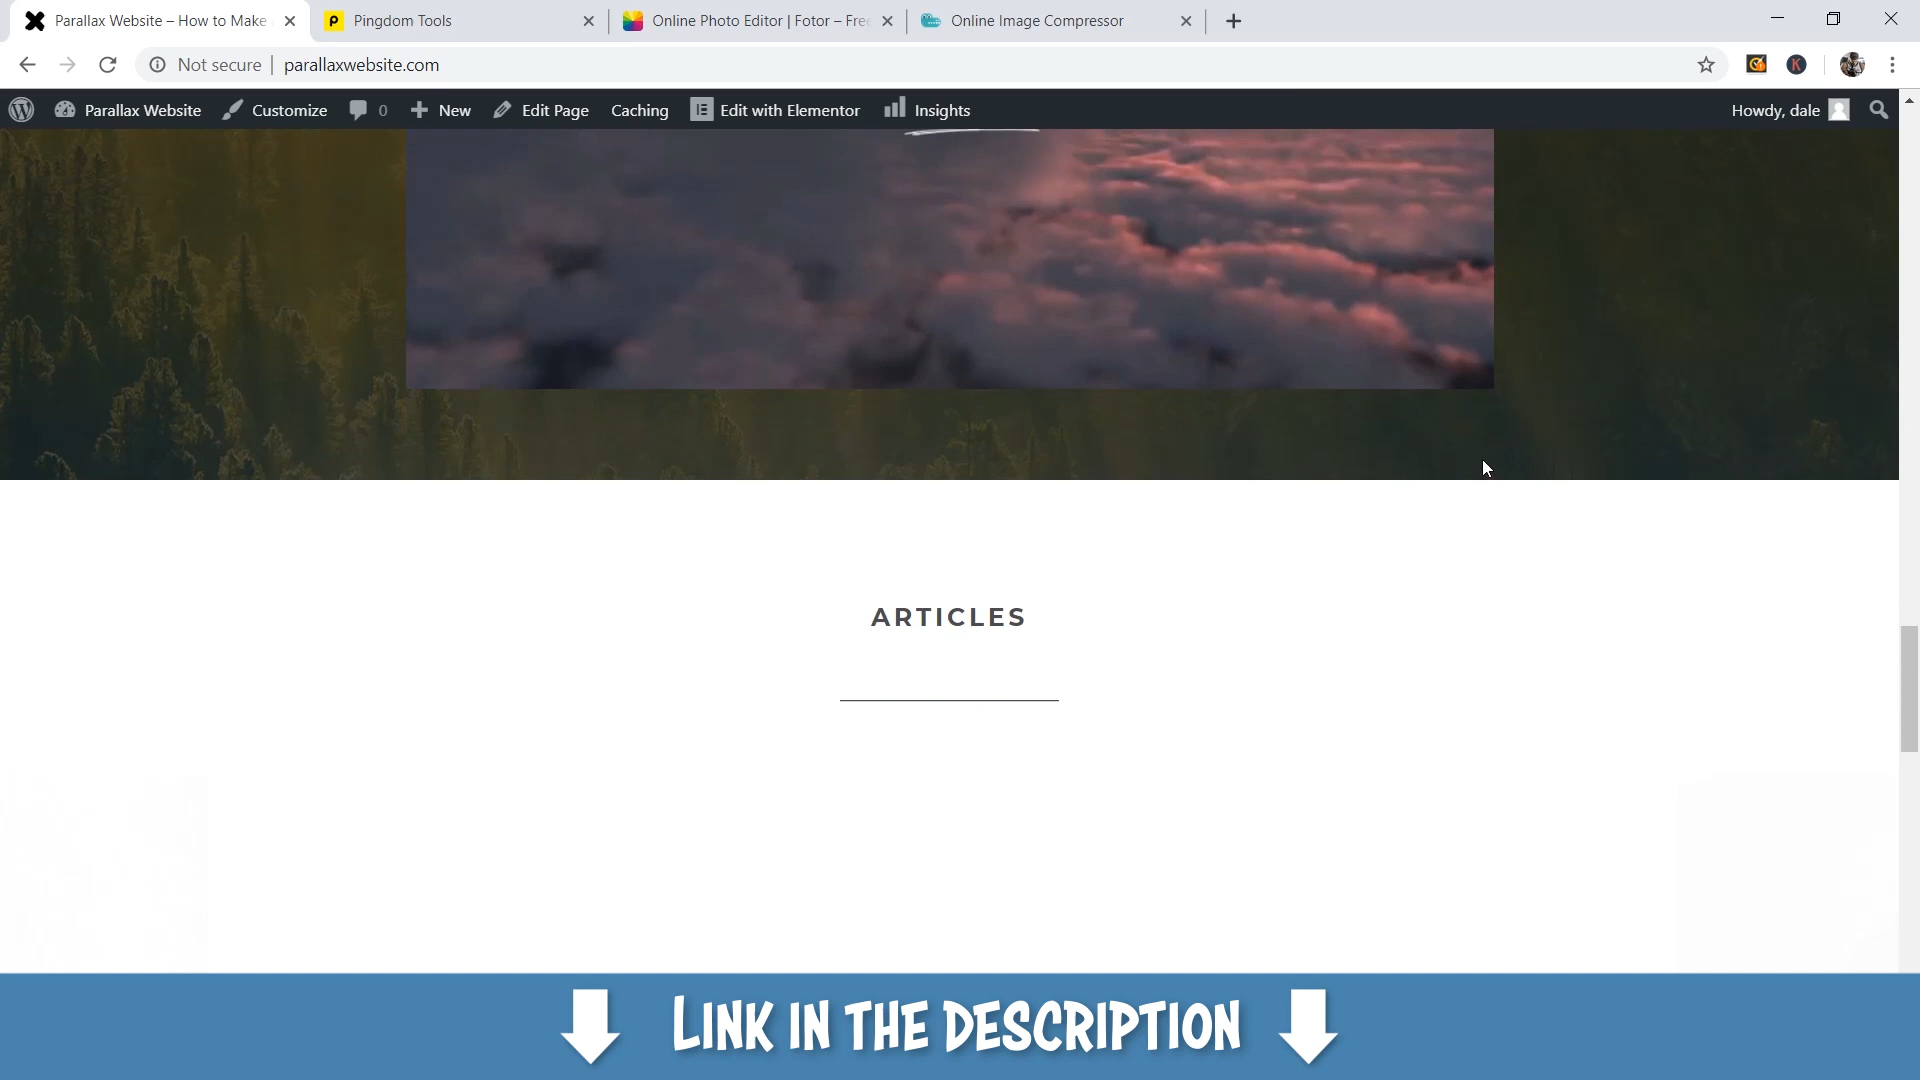 Parallax Website – How to Make
Pingdom Tools
Online Photo Editor | Fotor – Free
Online Image Compressor
Not secure
parallaxwebsite.com
K
Parallax Website
Customize
0
New
Edit Page
Caching
Edit with Elementor
Insights
Howdy, dale
ARTICLES
LINK IN THE DESCRIPTION